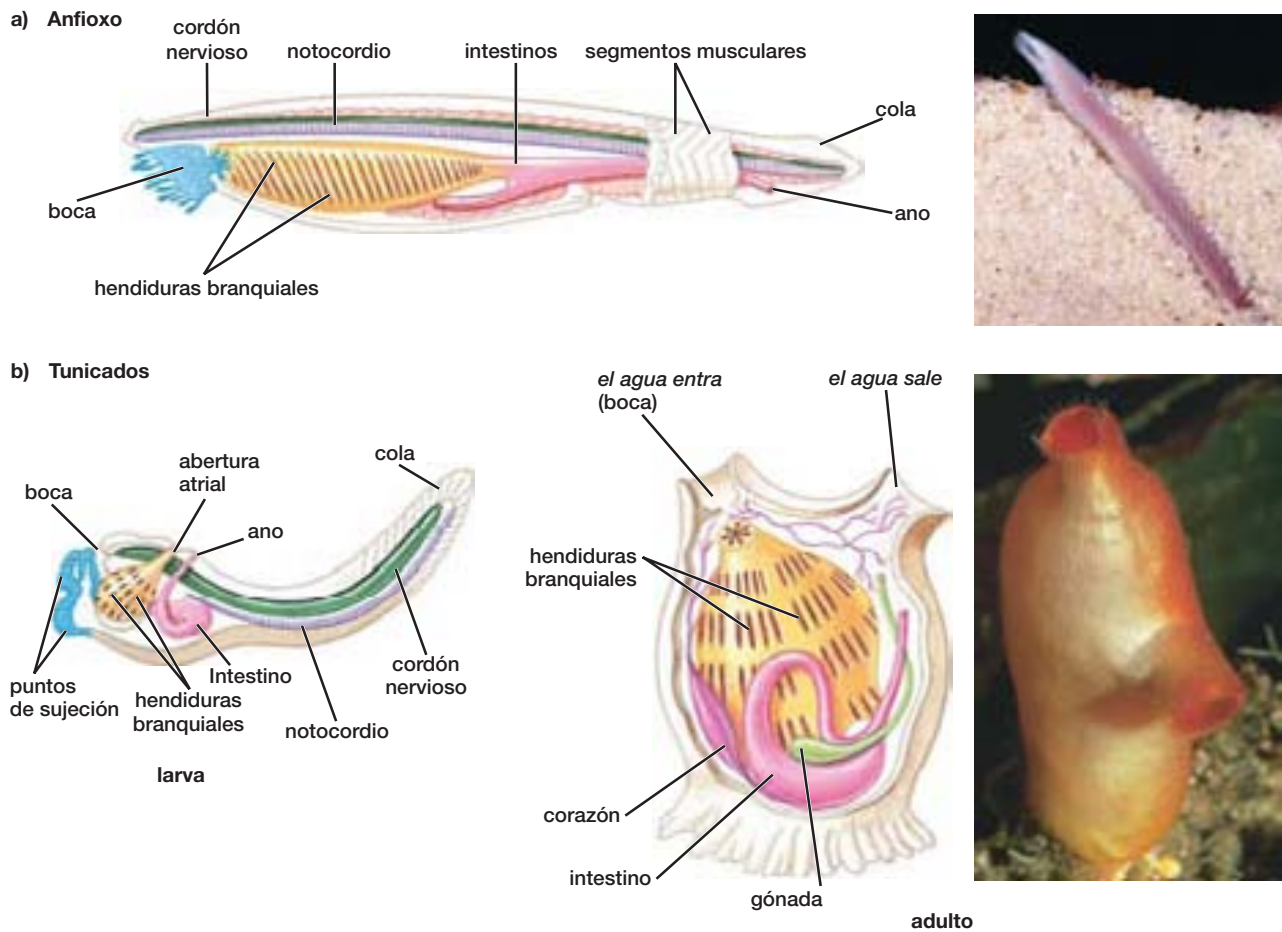 a) Anfioxo
cordón
nervioso
notocordio
intestinos
segmentos musculares
cola
boca
ano
hendiduras branquiales
b) Tunicados
el agua entra
(boca)
el agua sale
abertura
atrial
cola
boca
ano
hendiduras
branquiales
puntos
de sujeción
hendiduras
branquiales
Intestino
notocordio
cordón
nervioso
larva
corazón
intestino
gónada
adulto